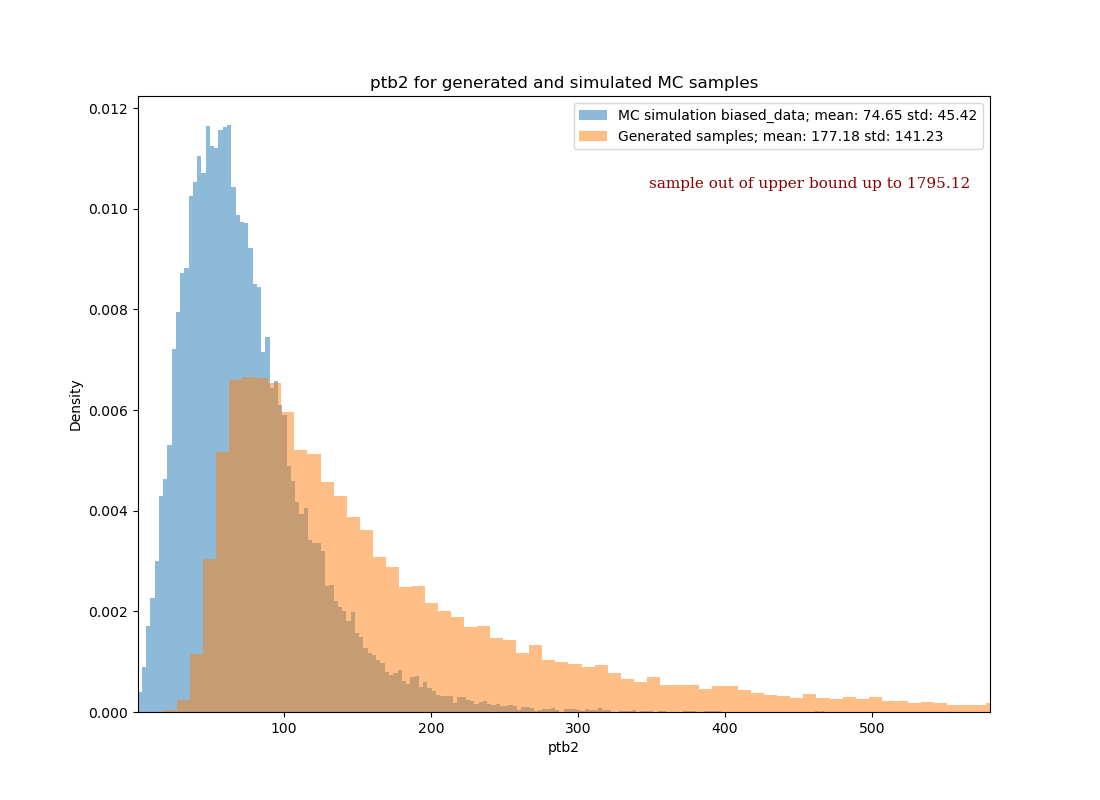 ptb2 for generated and simulated MC samples
MC simulation biased_data; mean: 74.65 std: 45.42
Generated samples; mean: 177.18 std: 141.23
sample out of upper bound up to 1795.12
Density
0.012
0.010
0.008
0.006
0.004
0.002
0.000
100 200 300 400 500
ptb2